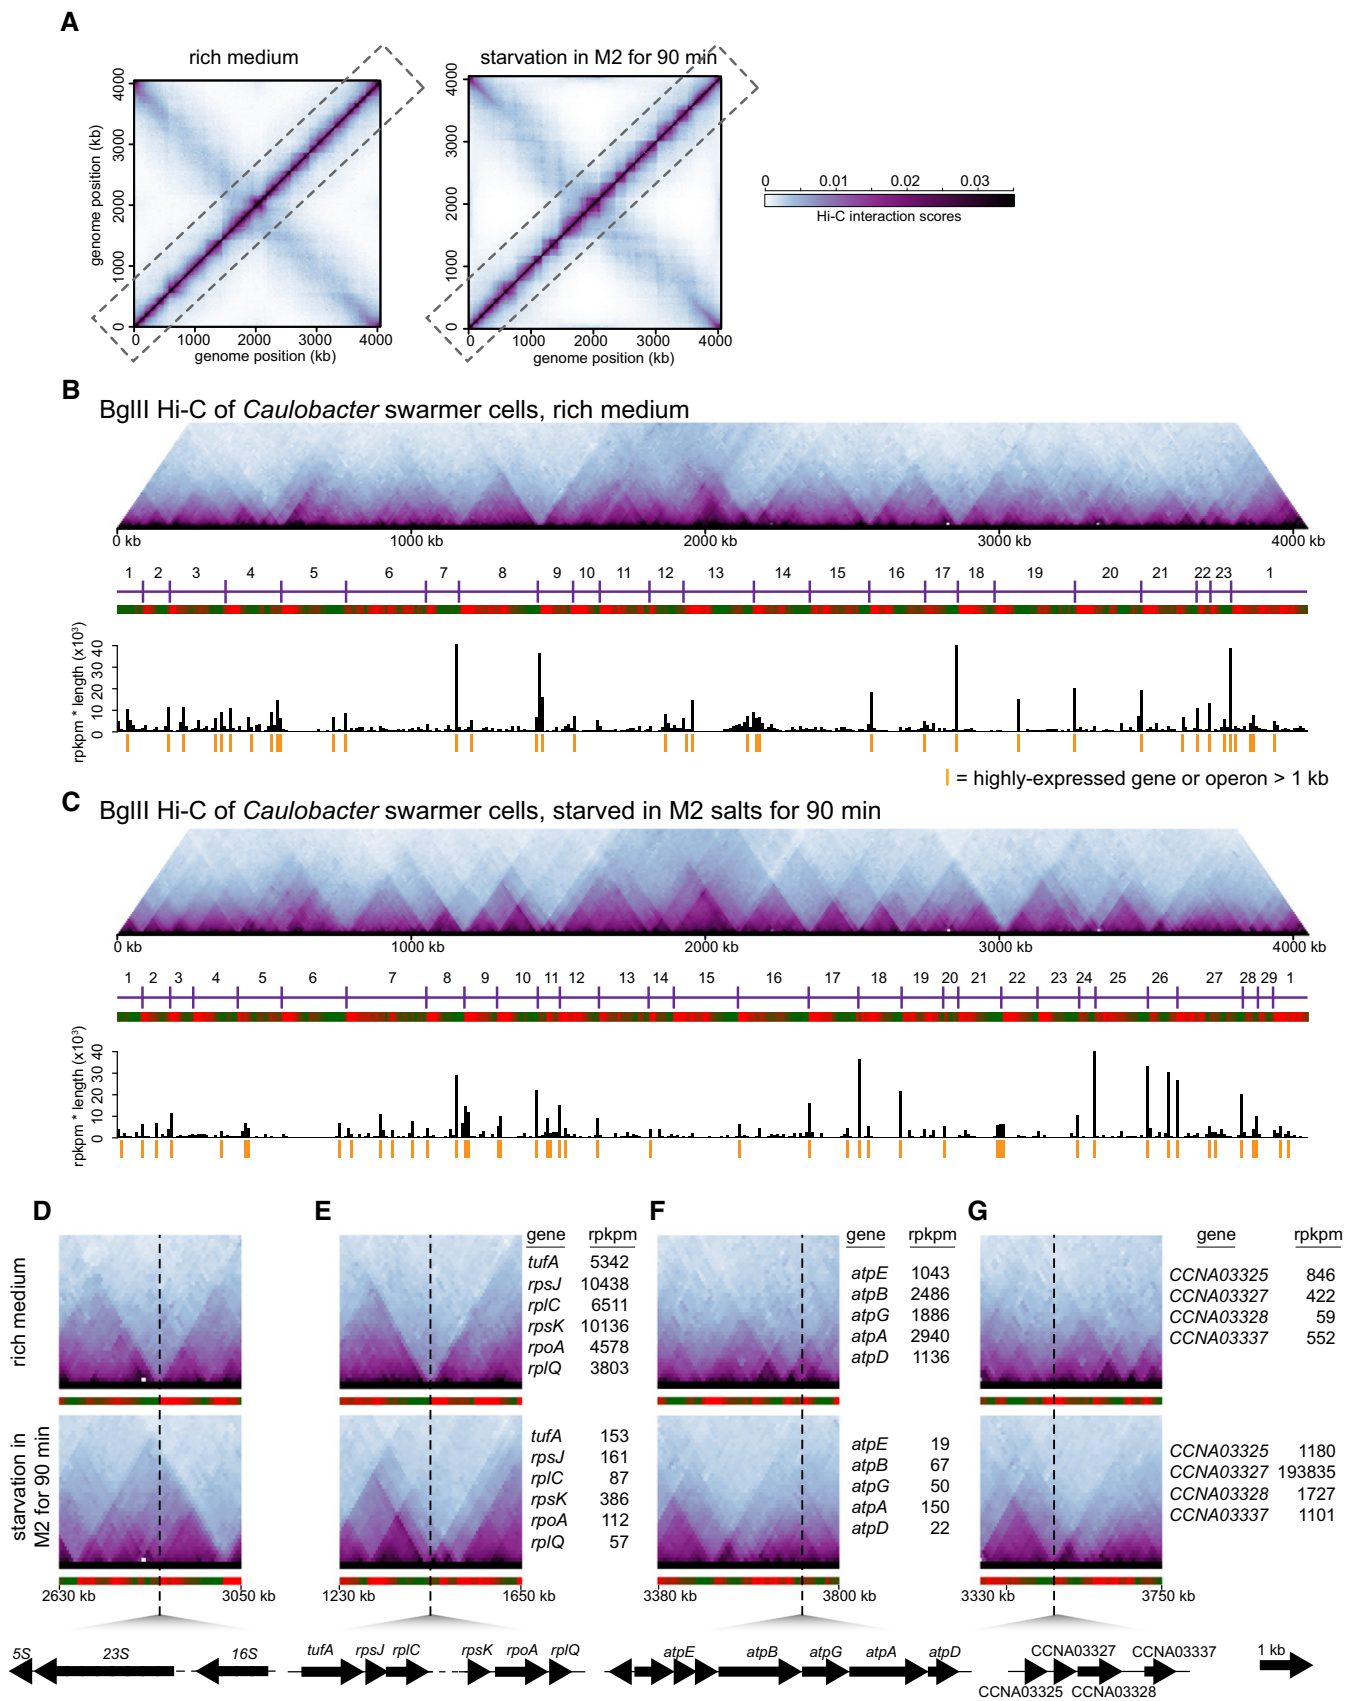 A
rich medium
starvation in M2 for 90 min
genome position (kb)
0 1000 2000 3000 4000
0 1000 2000 3000 4000
genome position (kb)
0 1000 2000 3000 4000
0 1000 2000 3000 4000
genome position (kb)
0 0.01 0.02 0.03
Hi-C interaction scores
B
BglII Hi-C of Caulobacter swarmer cells, rich medium
0 kb 1000 kb 2000 kb 3000 kb 4000 kb
1 2 3 4 5 6 7 8 9 10 11 12 13 14 15 16 17 18 19 20 21 22 23 1
rpkpm * length (x10³)
0 10 20 30 40
= highly-expressed gene or operon > 1 kb
C
BglII Hi-C of Caulobacter swarmer cells, starved in M2 salts for 90 min
0 kb 1000 kb 2000 kb 3000 kb 4000 kb
1 2 3 4 5 6 7 8 9 10 11 12 13 14 15 16 17 18 19 20 21 22 23 24 25 26 27 28 29 1
rpkpm * length (x10³)
0 10 20 30 40
D
rich medium
starvation in
M2 for 90 min
2630 kb 3050 kb
5S 23S 16S
E
gene rpkpm
tufA 5342
rpsJ 10438
rplC 6511
rpsK 10136
rpoA 4578
rplQ 3803
tufA 153
rpsJ 161
rplC 87
rpsK 386
rpoA 112
rplQ 57
1230 kb 1650 kb
tufA rpsJ rplC rpsK rpoA rplQ
F
gene rpkpm
atpE 1043
atpB 2486
atpG 1886
atpA 2940
atpD 1136
atpE 19
atpB 67
atpG 50
atpA 150
atpD 22
3380 kb 3800 kb
atpE atpB atpG atpA atpD
G
gene rpkpm
CCNA03325 846
CCNA03327 422
CCNA03328 59
CCNA03337 552
CCNA03325 1180
CCNA03327 193835
CCNA03328 1727
CCNA03337 1101
3330 kb 3750 kb
CCNA03327 CCNA03337
CCNA03325 CCNA03328
1 kb